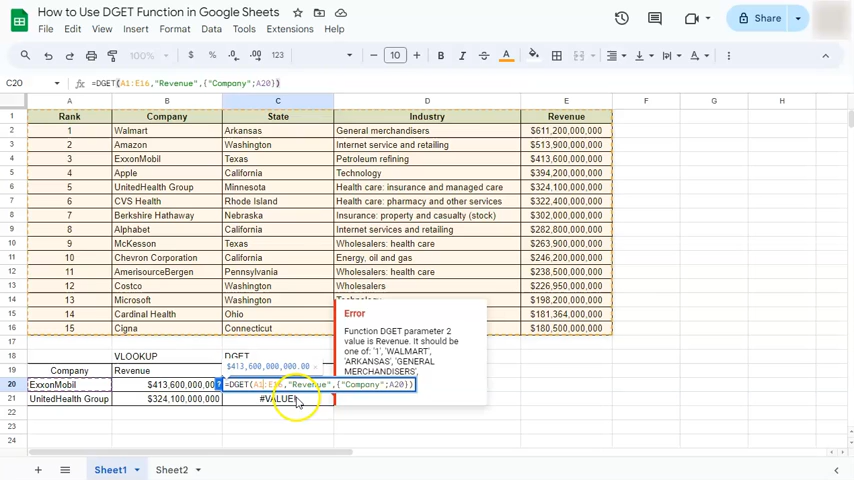 How to Use DGET Function in Google Sheets
File Edit View Insert Format Data Tools Extensions Help
Share
100% $ % .0 .00 123 10 B I A
C20 fx =DGET(A1:E16,"Revenue",{"Company";A20})
A B C D E F G H
1 Rank Company State Industry Revenue
2 1 Walmart Arkansas General merchandisers $611,200,000,000
3 2 Amazon Washington Internet service and retailing $513,900,000,000
4 3 ExxonMobil Texas Petroleum refining $413,600,000,000
5 4 Apple California Technology $394,200,000,000
6 5 UnitedHealth Group Minnesota Health care: insurance and managed care $324,100,000,000
7 6 CVS Health Rhode Island Health care: pharmacy and other services $322,400,000,000
8 7 Berkshire Hathaway Nebraska Insurance: property and casualty (stock) $302,000,000,000
9 8 Alphabet California Internet services and retailing $282,800,000,000
10 9 McKesson Texas Wholesalers: health care $263,900,000,000
11 10 Chevron Corporation California Energy, oil and gas $246,200,000,000
12 11 AmerisourceBergen Pennsylvania Wholesalers: health care $238,500,000,000
13 12 Costco Washington $226,950,000,000
14 13 Microsoft Washington Technology $198,200,000,000
15 14 Cardinal Health Ohio $181,364,000,000
16 15 Cigna Connecticut $180,500,000,000
17
18 VLOOKUP DGET
19 Company Revenue
20 ExxonMobil $413,600,000,000 ? =DGET(A1:E16,"Revenue",{"Company";A20})
21 UnitedHealth Group $324,100,000,000 #VALUE!
22
23
24
$413,600,000,000.00 ×
Error
Function DGET parameter 2
value is Revenue. It should be
one of: '1', 'WALMART',
'ARKANSAS', 'GENERAL
MERCHANDISERS',
Sheet1 Sheet2